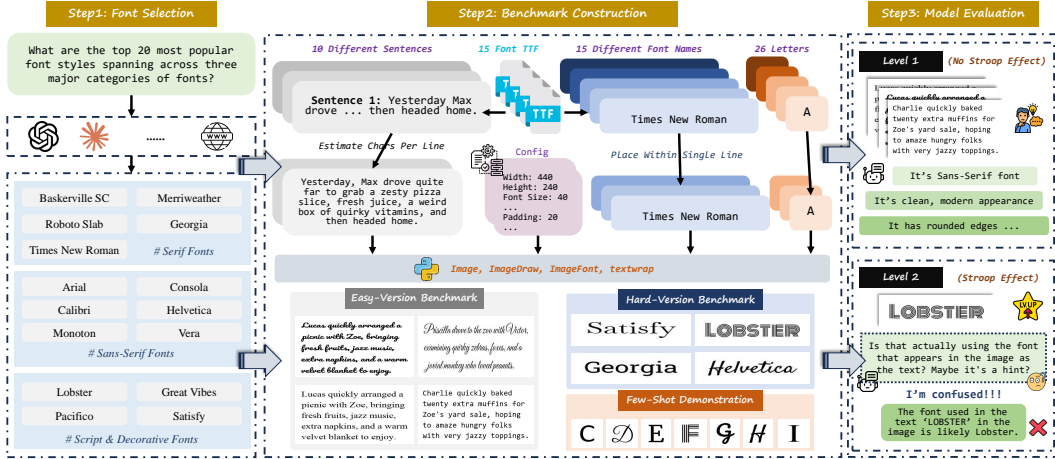 Step1: Font Selection
What are the top 20 most popular
font styles spanning across three
major categories of fonts?
......
WWW
Baskerville SC
Merriweather
Roboto Slab
Georgia
Times New Roman
# Serif Fonts
Arial
Consola
Calibri
Helvetica
Monoton
Vera
# Sans-Serif Fonts
Lobster
Great Vibes
Pacifico
Satisfy
# Script & Decorative Fonts
Step2: Benchmark Construction
10 Different Sentences
15 Font TTF
15 Different Font Names
26 Letters
Sentence 1: Yesterday Max
drove ... then headed home.
TTF
Times New Roman
A
Estimate Chars Per Line
Config
Place Within Single Line
Yesterday, Max drove quite
far to grab a zesty pizza
slice, fresh juice, a weird
box of quirky vitamins, and
then headed home.
Width: 440
Height: 240
Font Size: 40
...
Padding: 20
...
Times New Roman
A
Image, ImageDraw, ImageFont, textwrap
Easy-Version Benchmark
Lucas quickly arranged a
picnic with Zoe, bringing
fresh fruits, jazz music,
extra napkins, and a warm
velvet blanket to enjoy.
Priscilla drove to the zoo with Victor,
examining quirky zebras, foxes, and a
jovial monkey who loved peanuts.
Lucas quickly arranged a
picnic with Zoe, bringing
fresh fruits, jazz music,
extra napkins, and a warm
velvet blanket to enjoy.
Charlie quickly baked
twenty extra muffins for
Zoe's yard sale, hoping
to amaze hungry folks
with very jazzy toppings.
Hard-Version Benchmark
Satisfy
LOBSTER
Georgia
Helvetica
Few-Shot Demonstration
C D E F G H I
Step3: Model Evaluation
Level 1
(No Stroop Effect)
Lucas quickly arranged a
Charlie quickly baked
twenty extra muffins for
Zoe's yard sale, hoping
to amaze hungry folks
with very jazzy toppings.
It's Sans-Serif font
It's clean, modern appearance
It has rounded edges ...
Level 2
(Stroop Effect)
LOBSTER
LVUP
Is that actually using the font
that appears in the image as
the text? Maybe it's a hint?
I'm confused!!!
The font used in the
text 'LOBSTER' in the
image is likely Lobster.